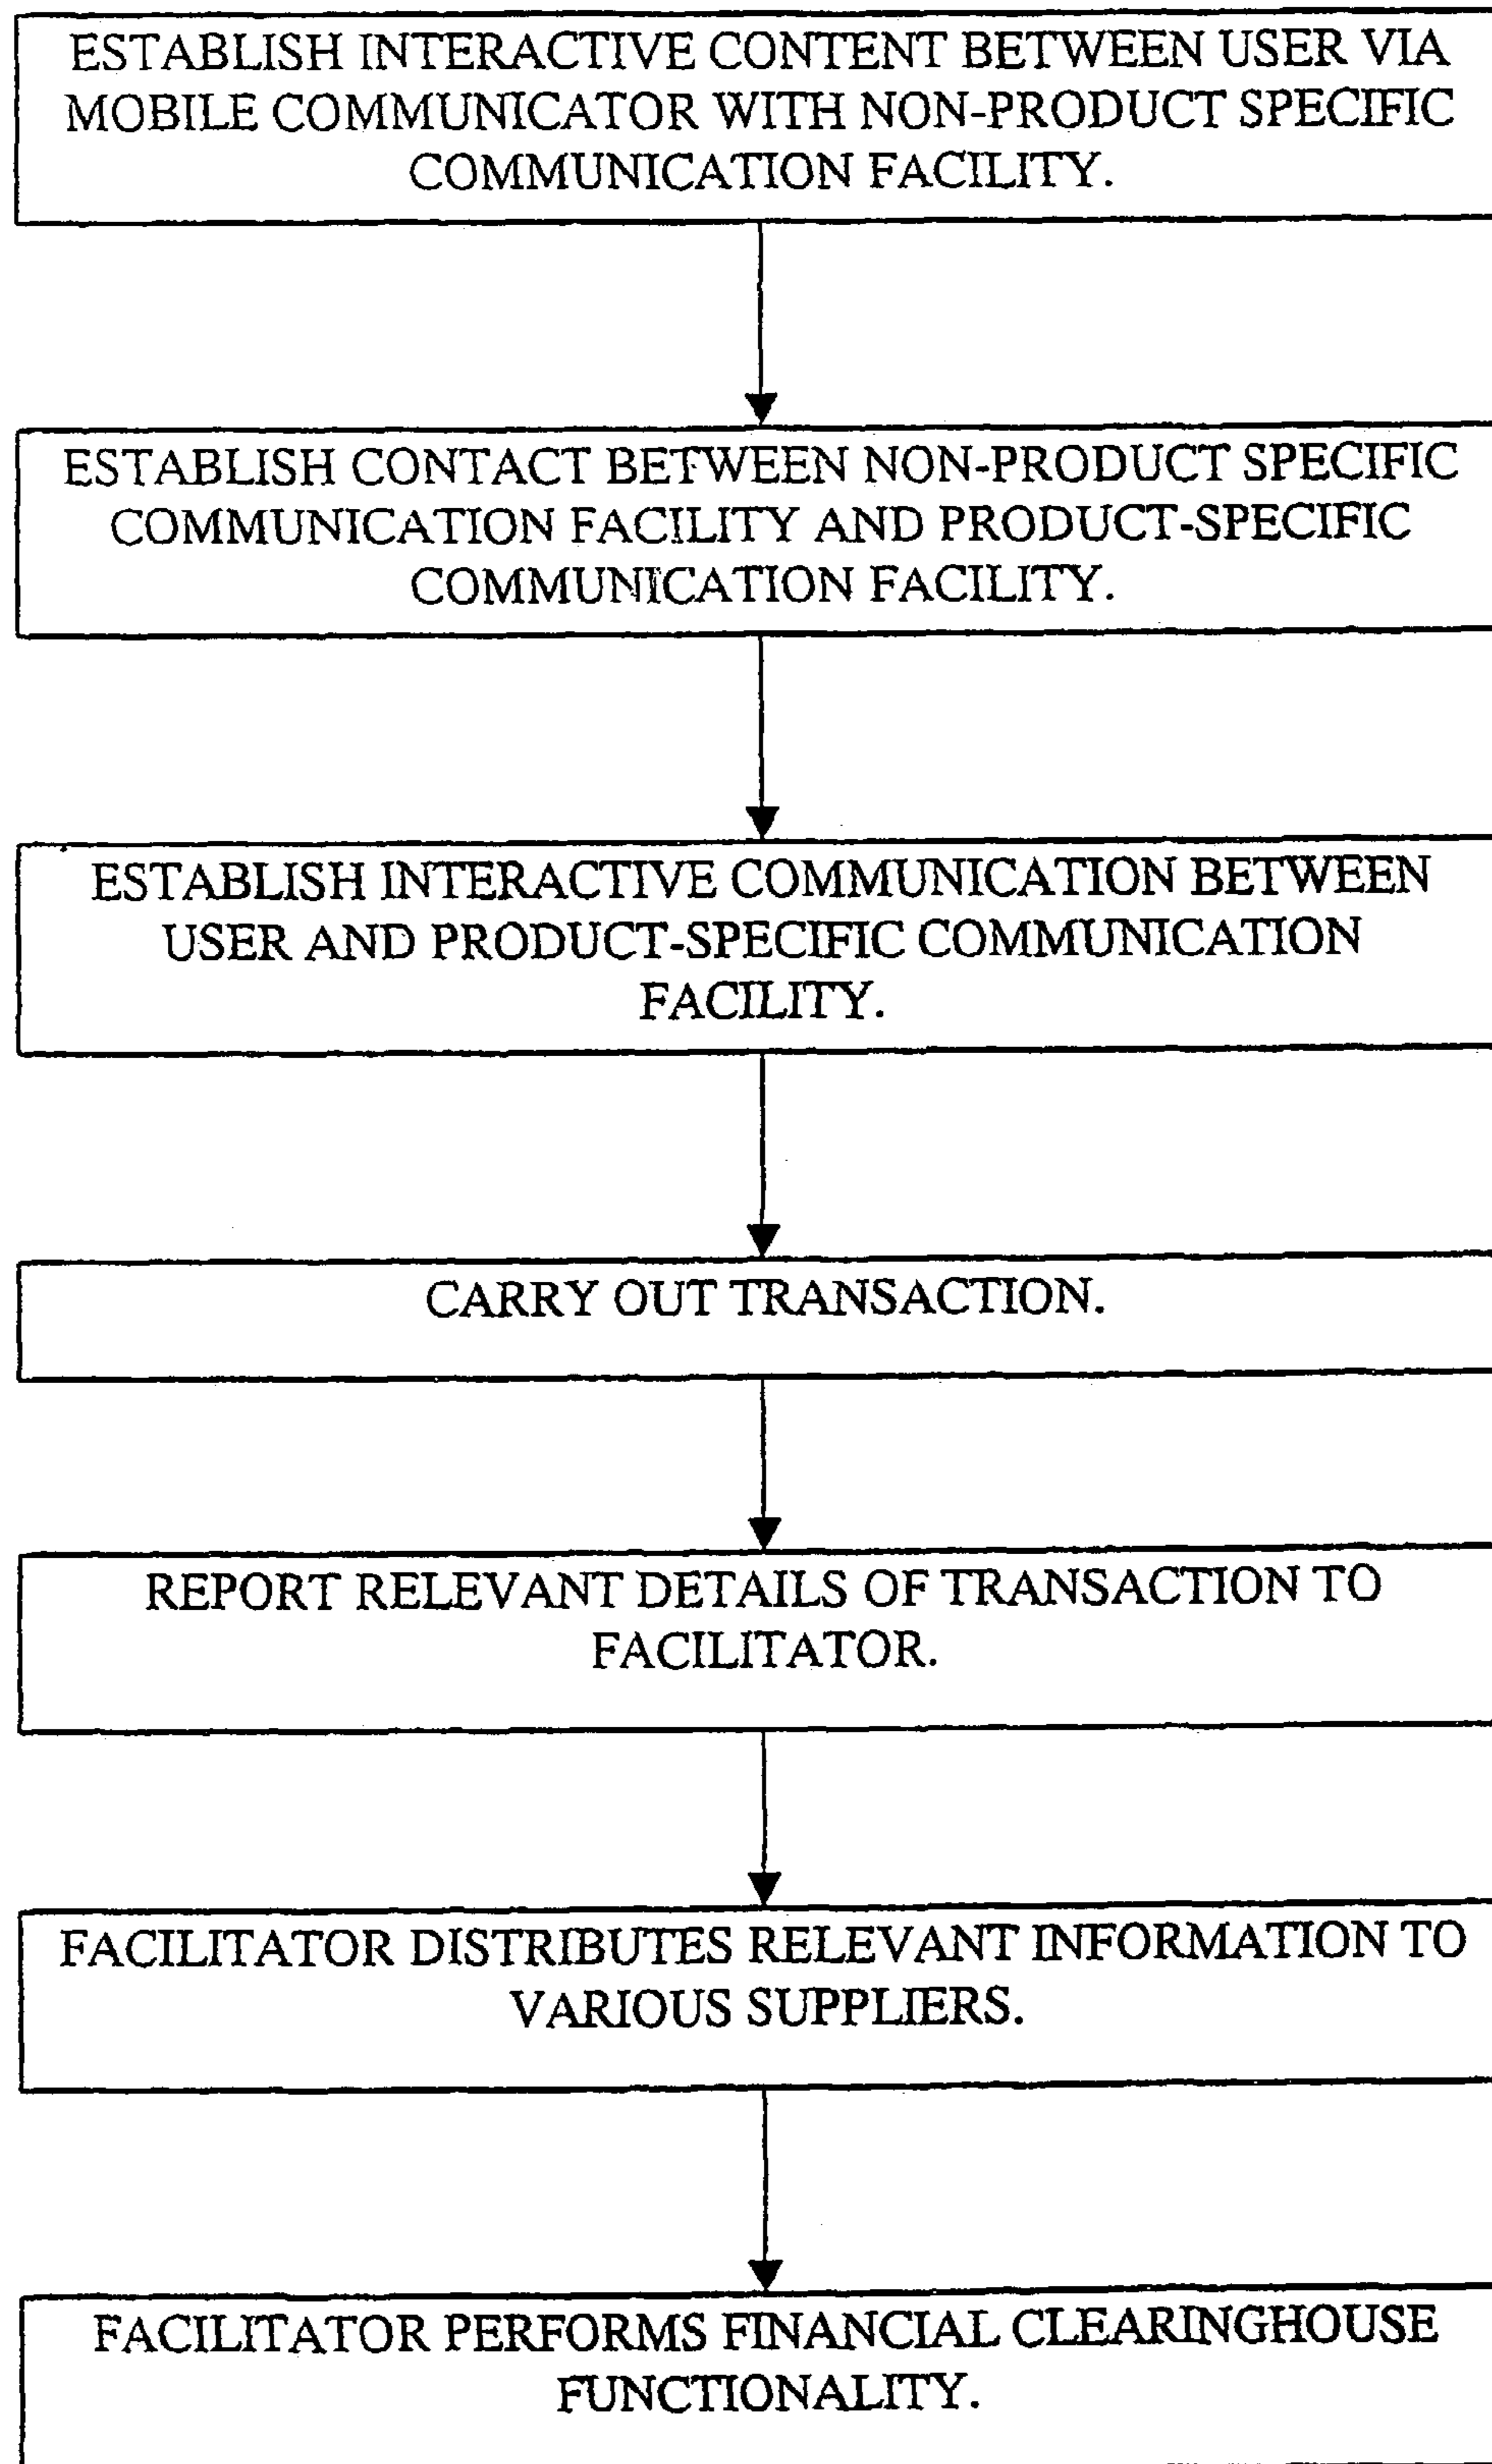 ESTABLISH INTERACTIVE CONTENT BETWEEN USER VIA
MOBILE COMMUNICATOR WITH NON-PRODUCT SPECIFIC
COMMUNICATION FACILITY.
ESTABLISH CONTACT BETWEEN NON-PRODUCT SPECIFIC
COMMUNICATION FACILITY AND PRODUCT-SPECIFIC
COMMUNICATION FACILITY.
ESTABLISH INTERACTIVE COMMUNICATION BETWEEN
USER AND PRODUCT-SPECIFIC COMMUNICATION
FACILITY.
CARRY OUT TRANSACTION.
REPORT RELEVANT DETAILS OF TRANSACTION TO
FACILITATOR.
FACILITATOR DISTRIBUTES RELEVANT INFORMATION TO
VARIOUS SUPPLIERS.
FACILITATOR PERFORMS FINANCIAL CLEARINGHOUSE
FUNCTIONALITY.